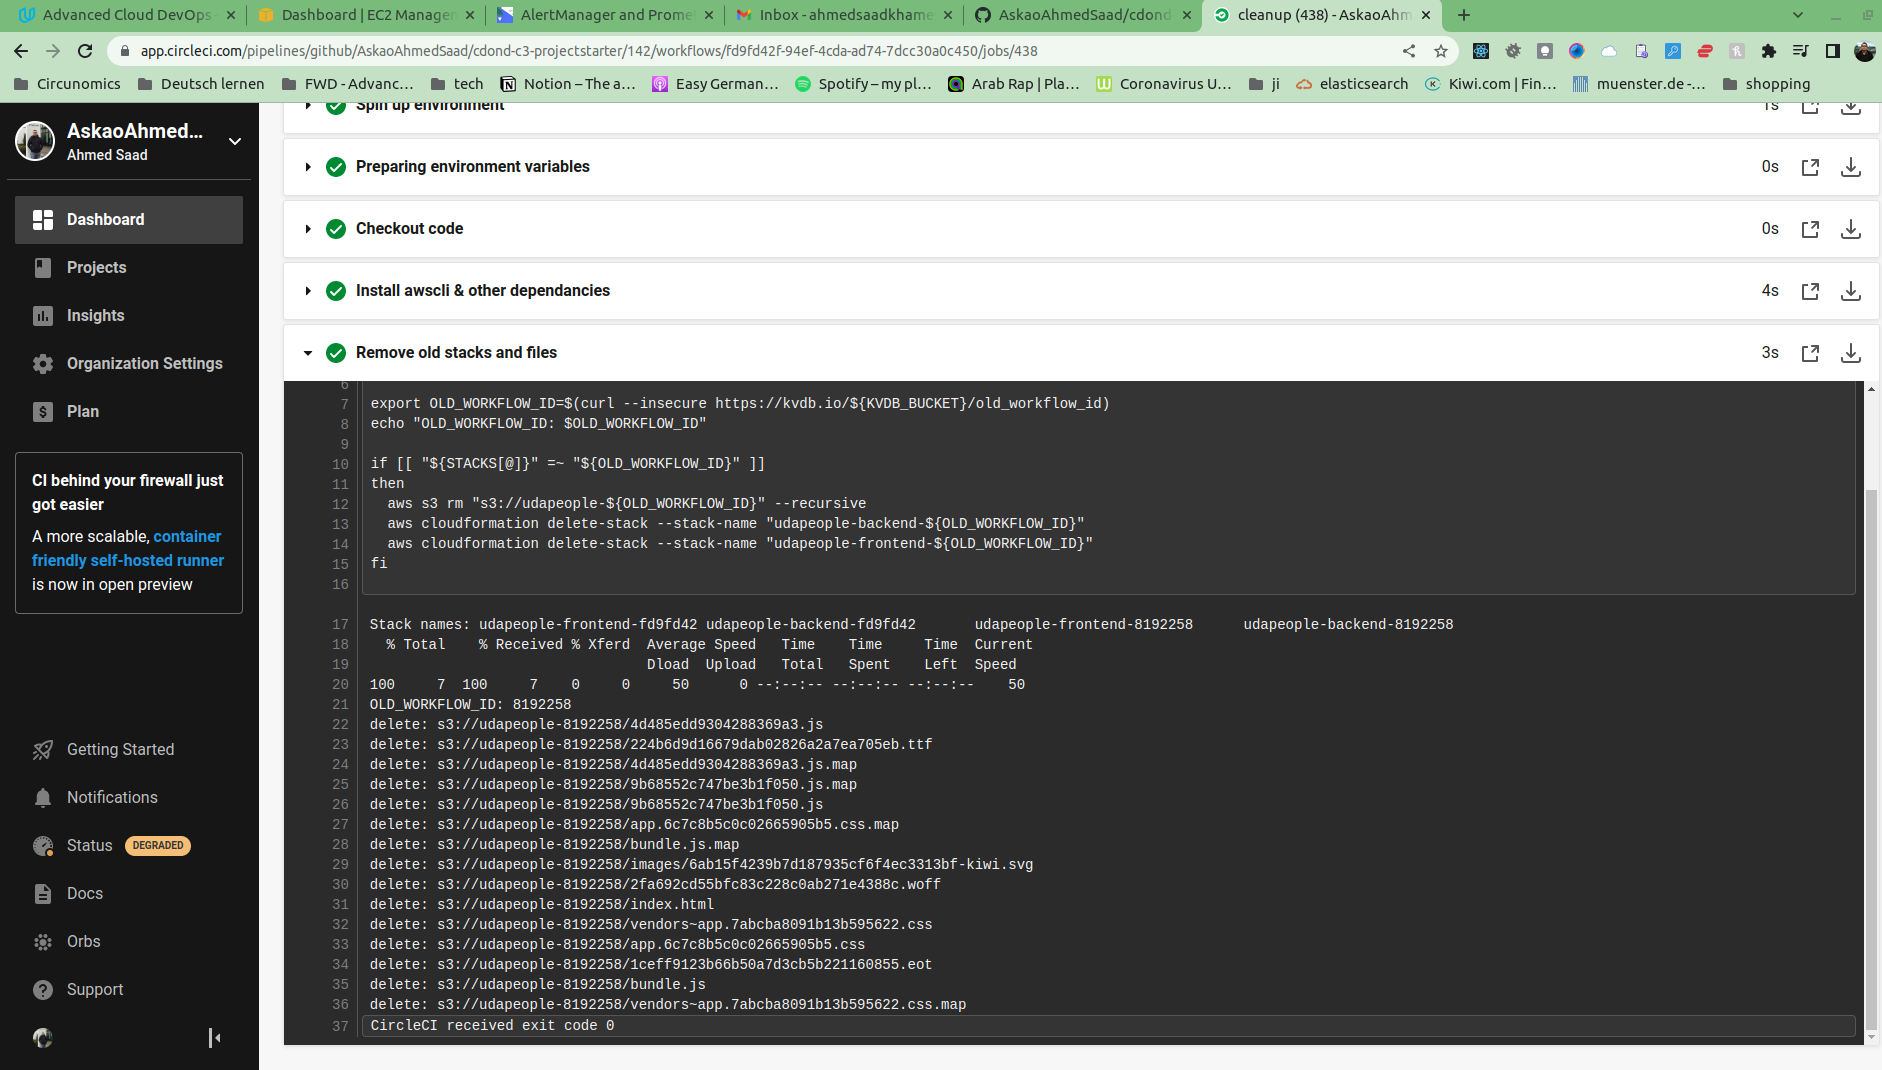 Advanced Cloud DevOps
Dashboard | EC2 Manage
AlertManager and Prome
Inbox - ahmedsaadkhame
AskaoAhmedSaad/cdond
cleanup (438) - AskaoAhm
app.circleci.com/pipelines/github/AskaoAhmedSaad/cdond-c3-projectstarter/142/workflows/fd9fd42f-94ef-4cda-ad74-7dcc30a0c450/jobs/438
Circunomics
Deutsch lernen
FWD - Advanc...
tech
Notion – The a...
Easy German...
Spotify – my pl...
Arab Rap | Pla...
Coronavirus U...
ji
elasticsearch
Kiwi.com | Fin...
muenster.de -...
shopping
AskaoAhmed...
Ahmed Saad
Dashboard
Projects
Insights
Organization Settings
Plan
CI behind your firewall just
got easier
A more scalable, container
friendly self-hosted runner
is now in open preview
Getting Started
Notifications
Status DEGRADED
Docs
Orbs
Support
Spin up environment 1s
Preparing environment variables 0s
Checkout code 0s
Install awscli & other dependancies 4s
Remove old stacks and files 3s
6
7 export OLD_WORKFLOW_ID=$(curl --insecure https://kvdb.io/${KVDB_BUCKET}/old_workflow_id)
8 echo "OLD_WORKFLOW_ID: $OLD_WORKFLOW_ID"
9
10 if [[ "${STACKS[@]}" =~ "${OLD_WORKFLOW_ID}" ]]
11 then
12 aws s3 rm "s3://udapeople-${OLD_WORKFLOW_ID}" --recursive
13 aws cloudformation delete-stack --stack-name "udapeople-backend-${OLD_WORKFLOW_ID}"
14 aws cloudformation delete-stack --stack-name "udapeople-frontend-${OLD_WORKFLOW_ID}"
15 fi
16
17 Stack names: udapeople-frontend-fd9fd42 udapeople-backend-fd9fd42 udapeople-frontend-8192258 udapeople-backend-8192258
18 % Total % Received % Xferd Average Speed Time Time Time Current
19 Dload Upload Total Spent Left Speed
20 100 7 100 7 0 0 50 0 --:--:-- --:--:-- --:--:-- 50
21 OLD_WORKFLOW_ID: 8192258
22 delete: s3://udapeople-8192258/4d485edd9304288369a3.js
23 delete: s3://udapeople-8192258/224b6d9d16679dab02826a2a7ea705eb.ttf
24 delete: s3://udapeople-8192258/4d485edd9304288369a3.js.map
25 delete: s3://udapeople-8192258/9b68552c747be3b1f050.js.map
26 delete: s3://udapeople-8192258/9b68552c747be3b1f050.js
27 delete: s3://udapeople-8192258/app.6c7c8b5c0c02665905b5.css.map
28 delete: s3://udapeople-8192258/bundle.js.map
29 delete: s3://udapeople-8192258/images/6ab15f4239b7d187935cf6f4ec3313bf-kiwi.svg
30 delete: s3://udapeople-8192258/2fa692cd55bfc83c228c0ab271e4388c.woff
31 delete: s3://udapeople-8192258/index.html
32 delete: s3://udapeople-8192258/vendors~app.7abcba8091b13b595622.css
33 delete: s3://udapeople-8192258/app.6c7c8b5c0c02665905b5.css
34 delete: s3://udapeople-8192258/1ceff9123b66b50a7d3cb5b221160855.eot
35 delete: s3://udapeople-8192258/bundle.js
36 delete: s3://udapeople-8192258/vendors~app.7abcba8091b13b595622.css.map
37 CircleCI received exit code 0